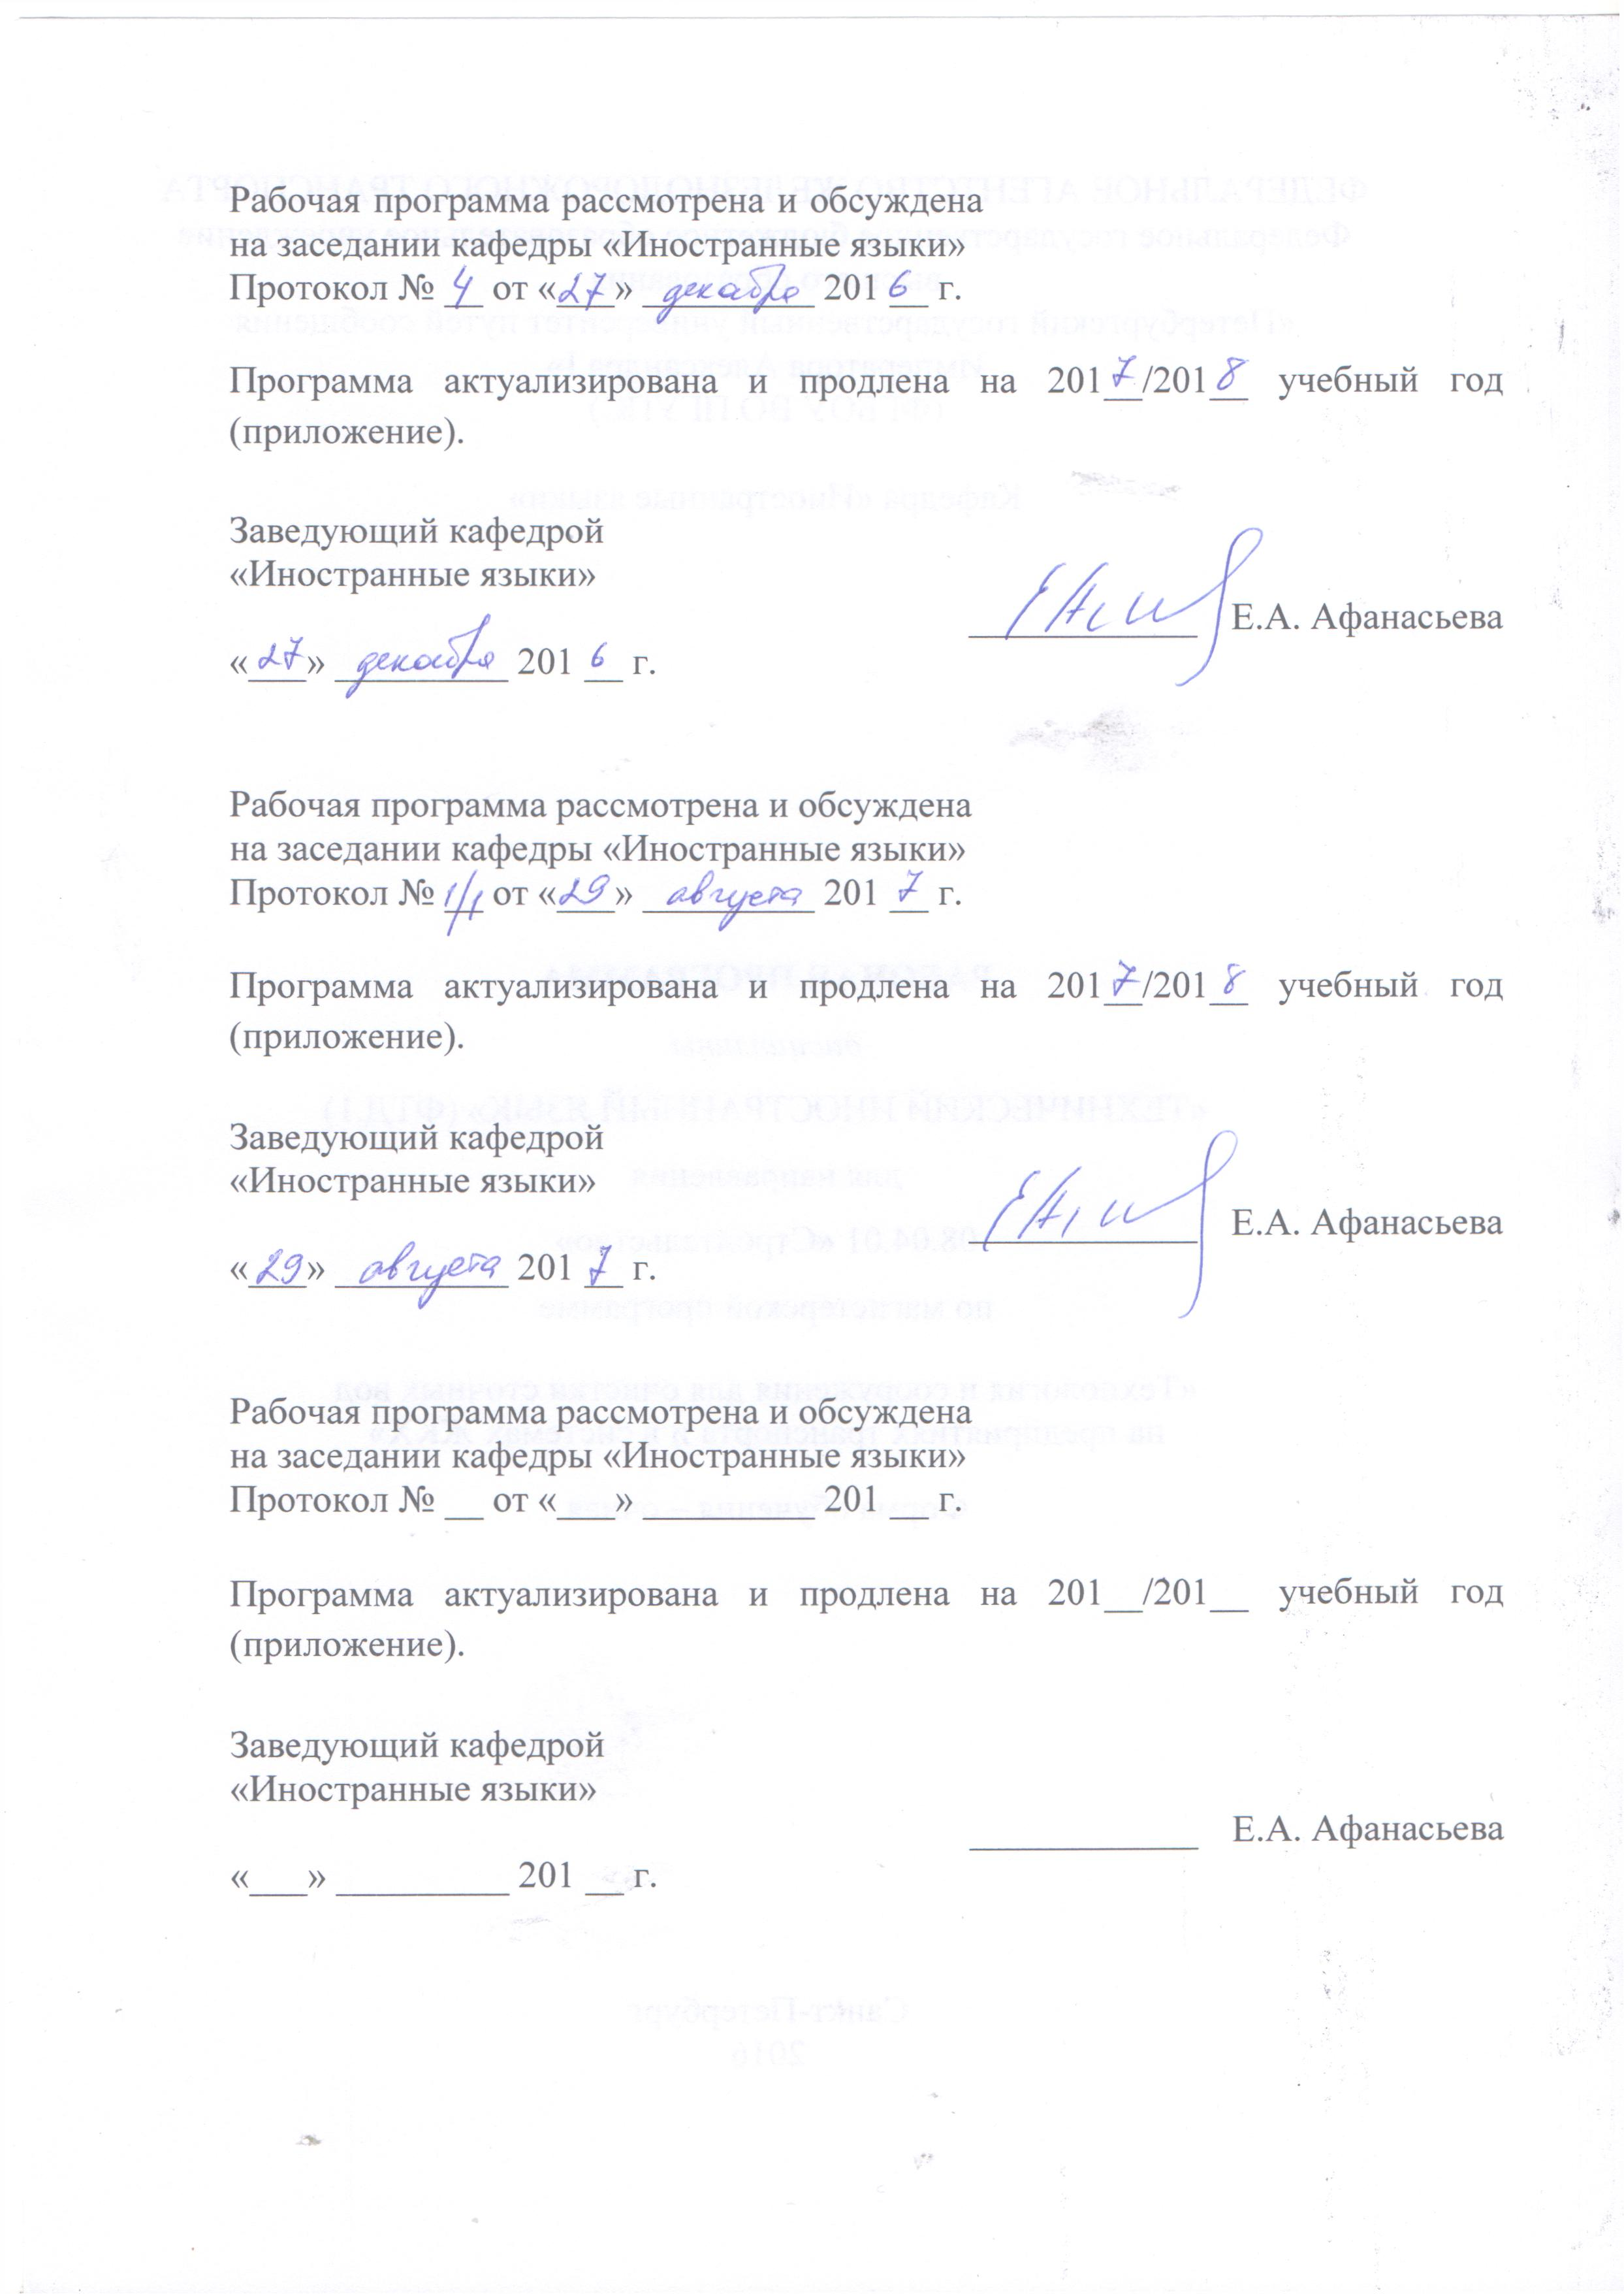 Рабочая программа рассмотрена и обсуждена
на заседании кафедры «Иностранные языки»
Протокол № 4 от «27» декабря 2016 г.
Программа актуализирована и продлена на 2017/2018 учебный год
(приложение).
Заведующий кафедрой
«Иностранные языки»
Е.А. Афанасьева
«27» декабря 2016 г.
Рабочая программа рассмотрена и обсуждена
на заседании кафедры «Иностранные языки»
Протокол № 1/1 от «29» августа 2017 г.
Программа актуализирована и продлена на 2017/2018 учебный год
(приложение).
Заведующий кафедрой
«Иностранные языки»
Е.А. Афанасьева
«29» августа 2017 г.
Рабочая программа рассмотрена и обсуждена
на заседании кафедры «Иностранные языки»
Протокол № __ от «___» _________ 201 __ г.
Программа актуализирована и продлена на 201__/201__ учебный год
(приложение).
Заведующий кафедрой
«Иностранные языки»
____________ Е.А. Афанасьева
«___» _________ 201 __ г.